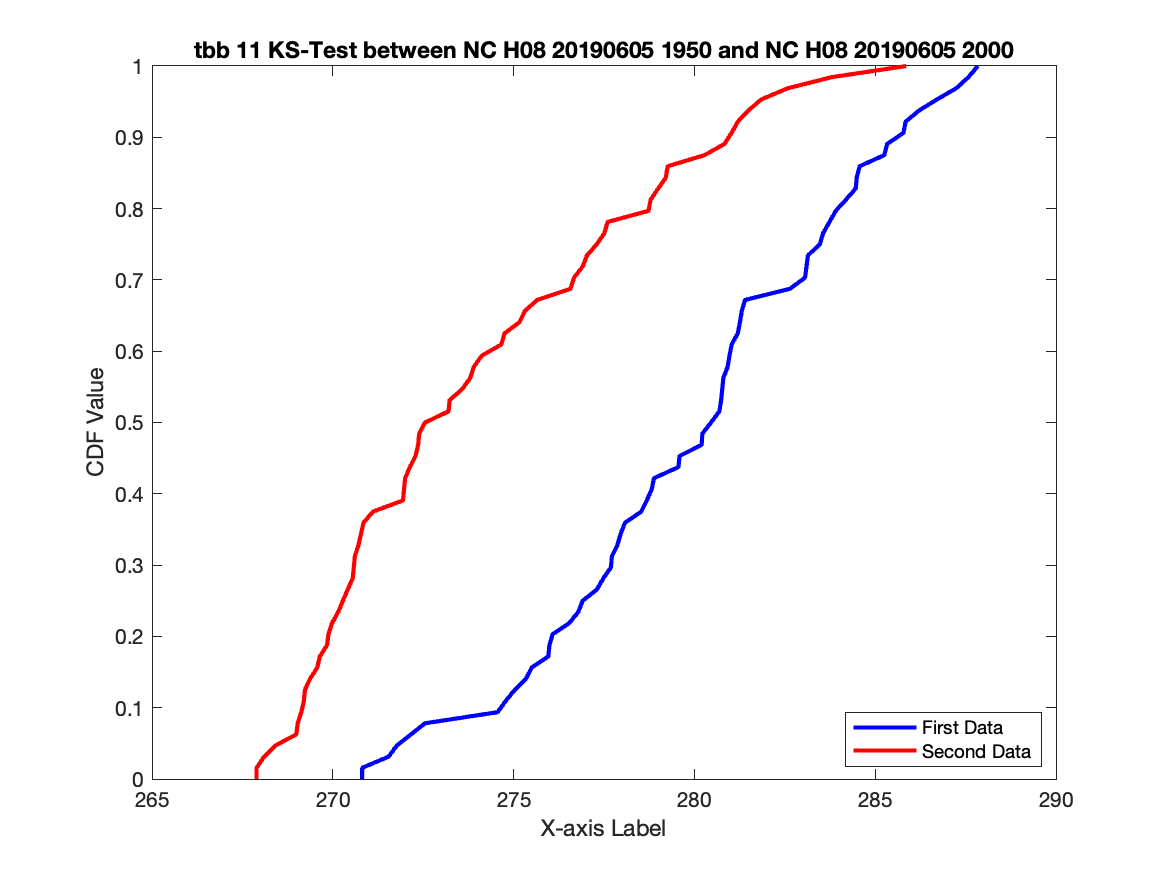 tbb 11 KS-Test between NC H08 20190605 1950 and NC H08 20190605 2000
1
0.9
0.8
0.7
0.6
0.5
0.4
0.3
0.2
0.1
0
CDF Value
First Data
Second Data
265 270 275 280 285 290
X-axis Label